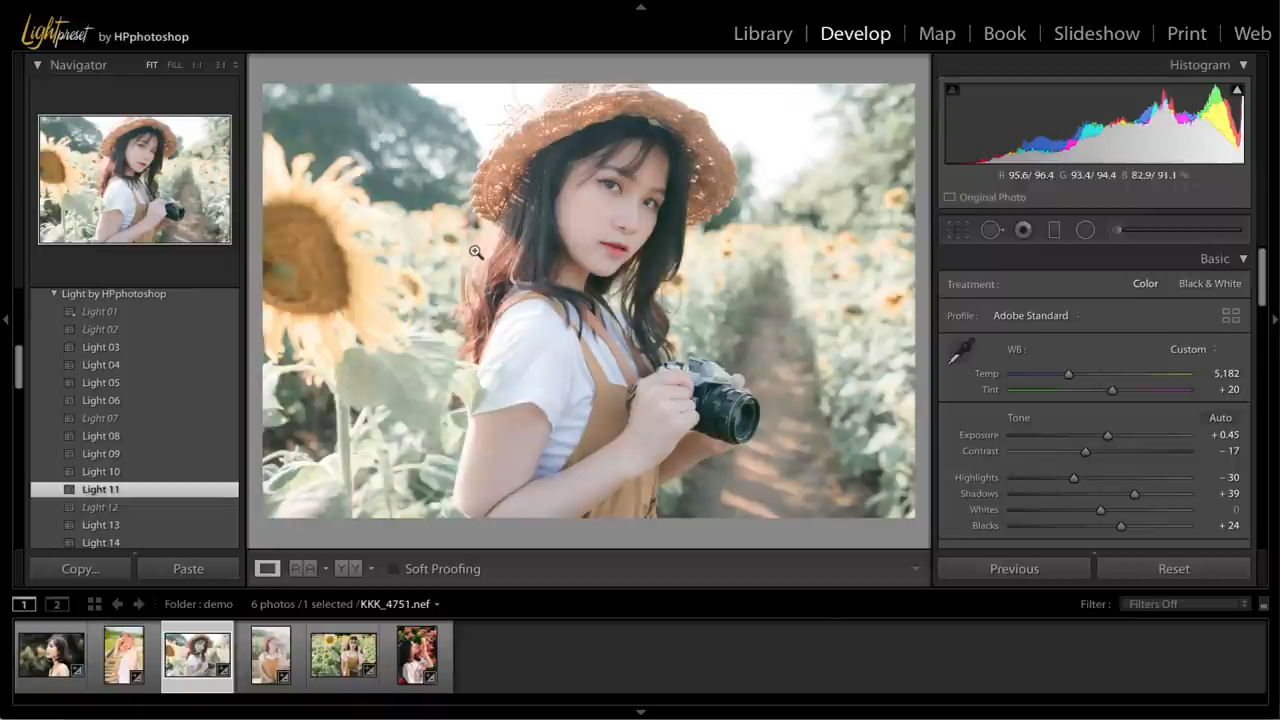 Lightpreset by HPphotoshop
Library | Develop | Map | Book | Slideshow | Print | Web
Navigator FIT FILL 1:1 3:1
Light by HPphotoshop
Light 01
Light 02
Light 03
Light 04
Light 05
Light 06
Light 07
Light 08
Light 09
Light 10
Light 11
Light 12
Light 13
Light 14
Copy... Paste
Soft Proofing
Histogram
R 95.6/ 96.4 G 93.4/ 94.4 B 82.9/ 91.1 %
Original Photo
Basic
Treatment : Color Black & White
Profile : Adobe Standard
WB : Custom
Temp 5,182
Tint + 20
Tone Auto
Exposure + 0.45
Contrast − 17
Highlights − 30
Shadows + 39
Whites 0
Blacks + 24
Previous Reset
1 2 Folder : demo 6 photos /1 selected /KKK_4751.nef Filter : Filters Off